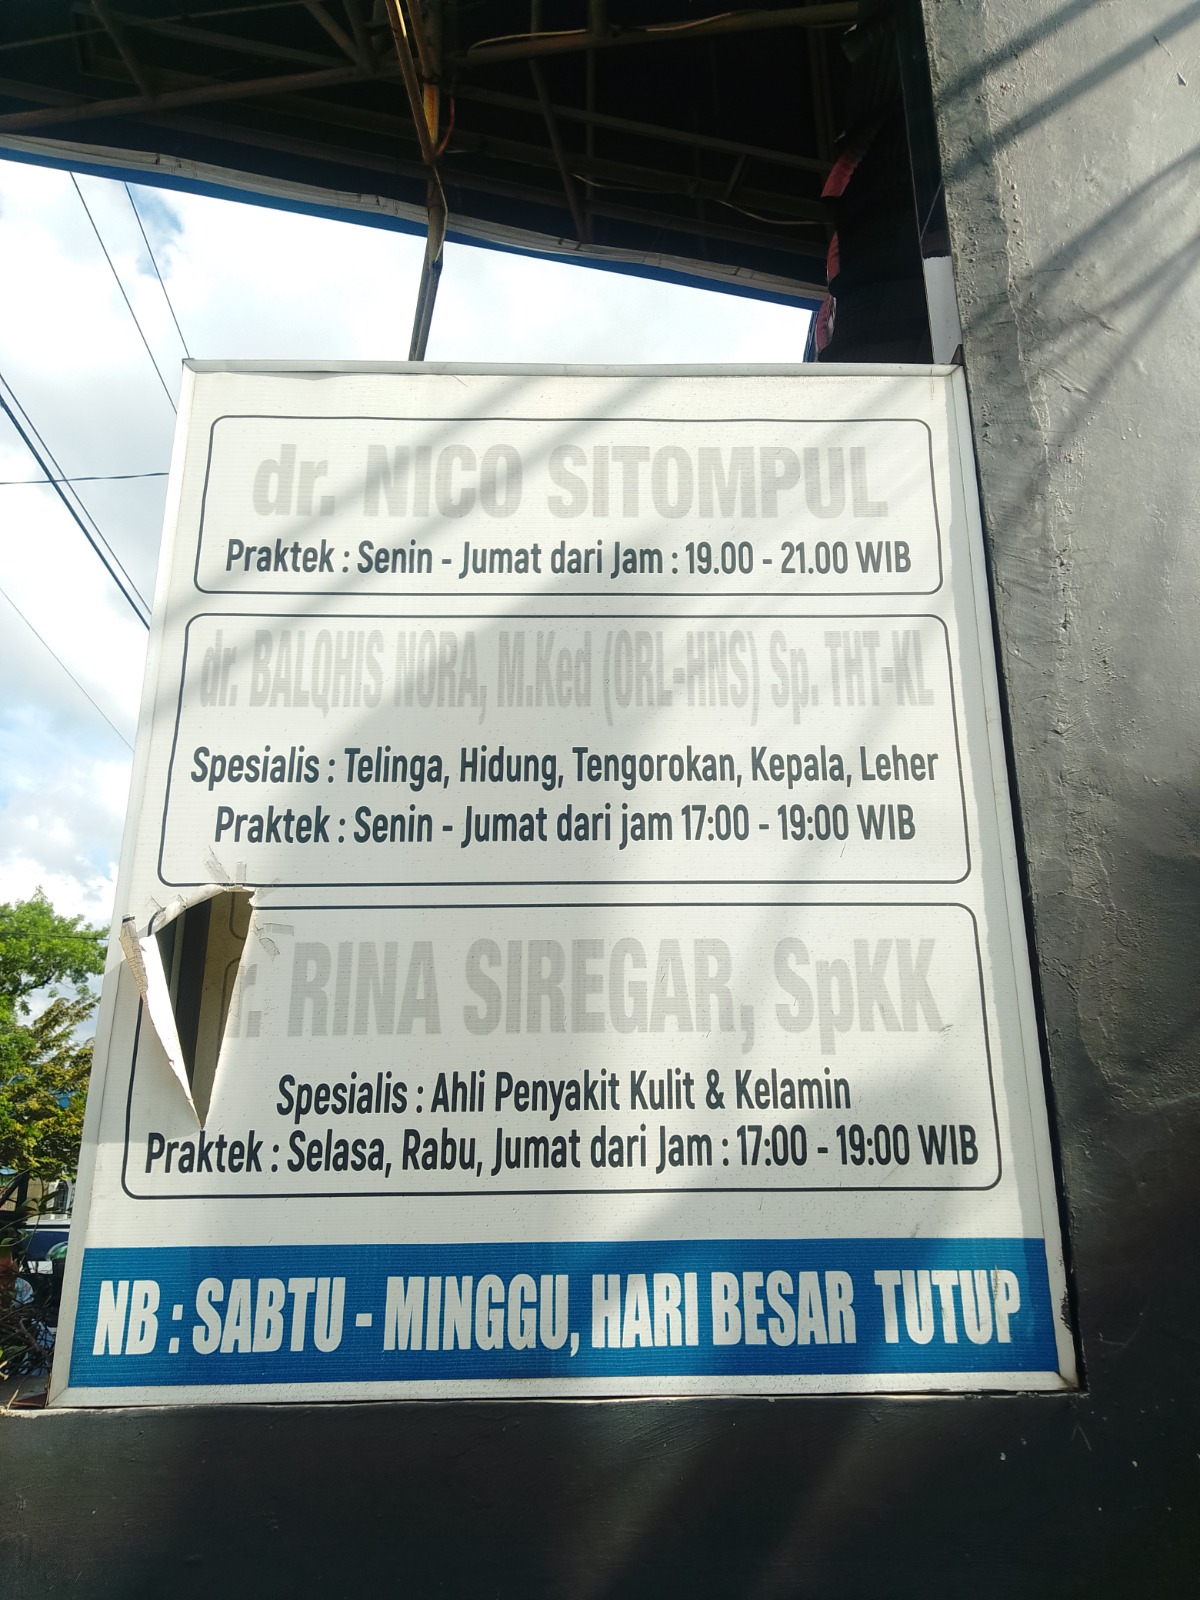 dr. NICO SITOMPUL
Praktek : Senin - Jumat dari Jam : 19.00 - 21.00 WIB
dr. BALQHIS NORA, M.Ked (ORL-HNS) Sp. THT-KL
Spesialis : Telinga, Hidung, Tengorokan, Kepala, Leher
Praktek : Senin - Jumat dari jam 17:00 - 19:00 WIB
r. RINA SIREGAR, SpKK
Spesialis : Ahli Penyakit Kulit & Kelamin
Praktek : Selasa, Rabu, Jumat dari Jam : 17:00 - 19:00 WIB
NB : SABTU - MINGGU, HARI BESAR TUTUP